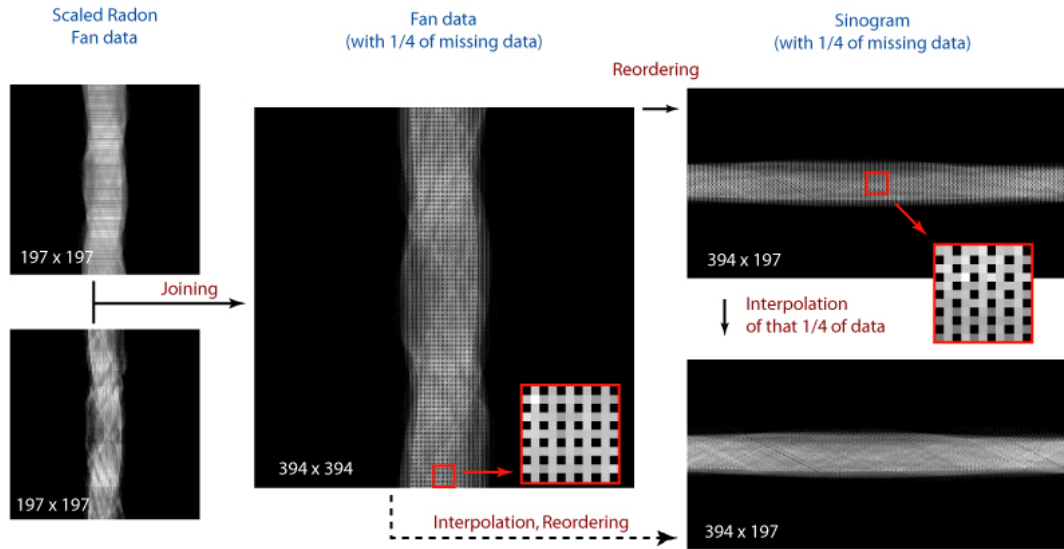 Scaled Radon
Fan data
Fan data
(with 1/4 of missing data)
Sinogram
(with 1/4 of missing data)
Reordering
197 x 197
Joining
197 x 197
394 x 394
394 x 197
Interpolation
of that 1/4 of data
Interpolation, Reordering
394 x 197